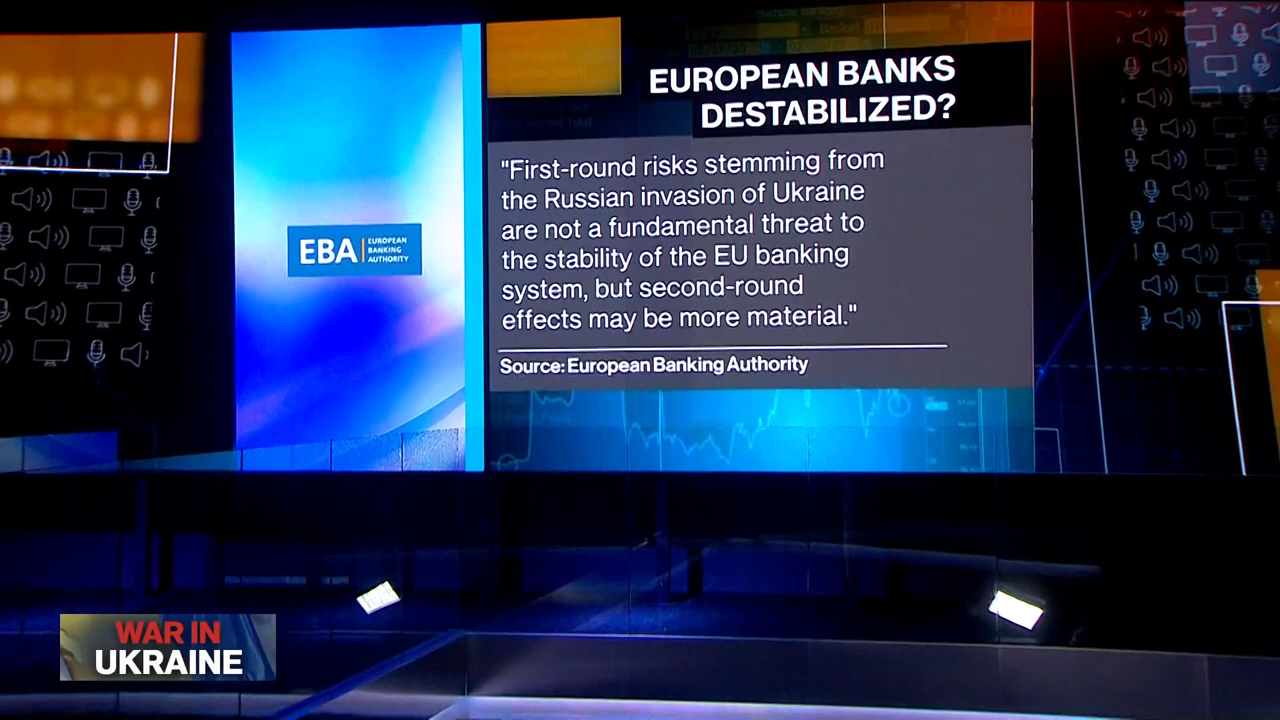 EUROPEAN BANKS
DESTABILIZED?
EBA
EUROPEAN
BANKING
AUTHORITY
"First-round risks stemming from
the Russian invasion of Ukraine
are not a fundamental threat to
the stability of the EU banking
system, but second-round
effects may be more material."
Source: European Banking Authority
WAR IN
UKRAINE